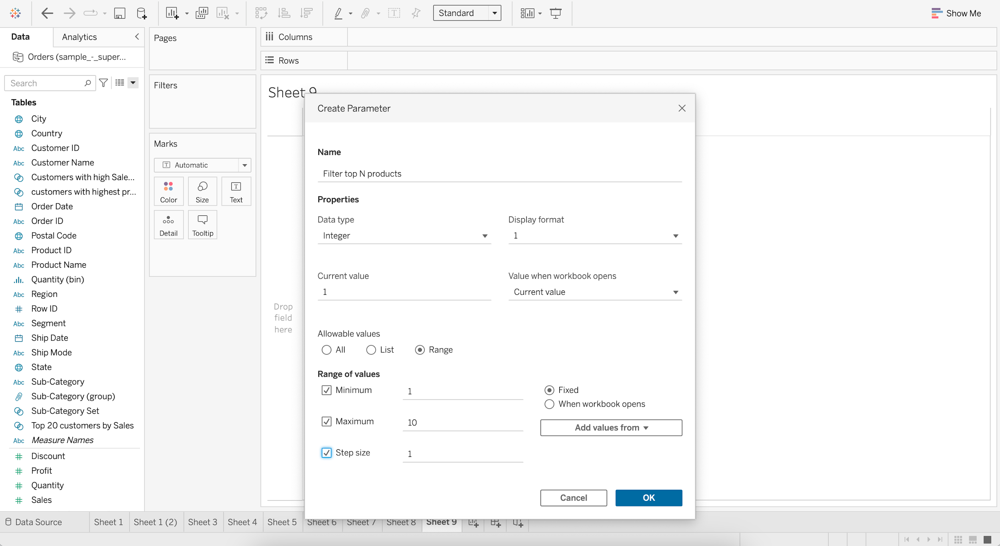 Standard
Show Me
Data
Analytics
Orders (sample_-_super...
Search
Tables
City
Country
Abc Customer ID
Abc Customer Name
Customers with high Sale...
customers with highest pr...
Order Date
Abc Order ID
Postal Code
Abc Product ID
Abc Product Name
Quantity (bin)
Abc Region
Row ID
Abc Segment
Ship Date
Abc Ship Mode
State
Abc Sub-Category
Sub-Category (group)
Sub-Category Set
Top 20 customers by Sales
Abc Measure Names
Discount
Profit
Quantity
Sales
Pages
Filters
Marks
T Automatic
Color
Size
T Text
Detail
Tooltip
Columns
Rows
Sheet 9
Drop
field
here
Create Parameter
Name
Filter top N products
Properties
Data type
Display format
Integer
1
Current value
Value when workbook opens
1
Current value
Allowable values
All
List
Range
Range of values
Minimum
1
Fixed
When workbook opens
Maximum
10
Add values from
Step size
1
Cancel
OK
Data Source
Sheet 1
Sheet 1 (2)
Sheet 3
Sheet 4
Sheet 5
Sheet 6
Sheet 7
Sheet 8
Sheet 9